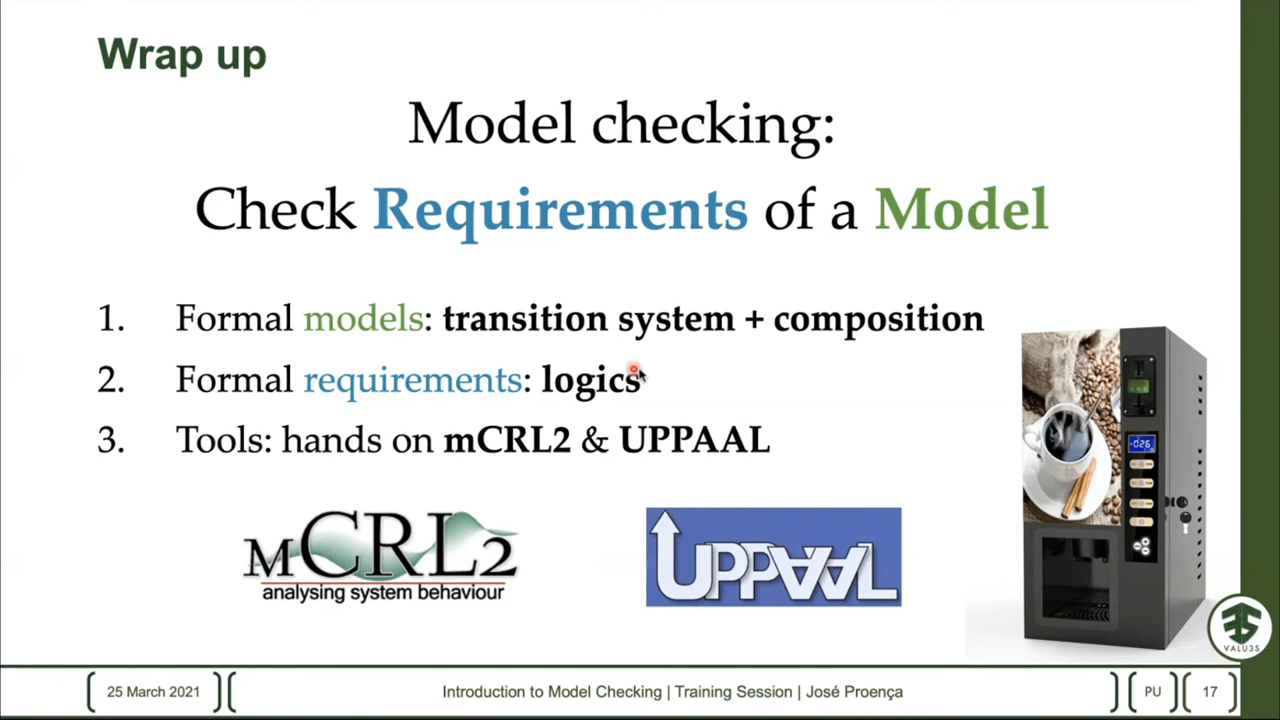 Wrap up
Model checking:
Check Requirements of a Model
1. Formal models: transition system + composition
2. Formal requirements: logics
3. Tools: hands on mCRL2 & UPPAAL
mCRL2
analysing system behaviour
UPPAAL
-026
VALU3S
25 March 2021
Introduction to Model Checking | Training Session | José Proença
PU
17